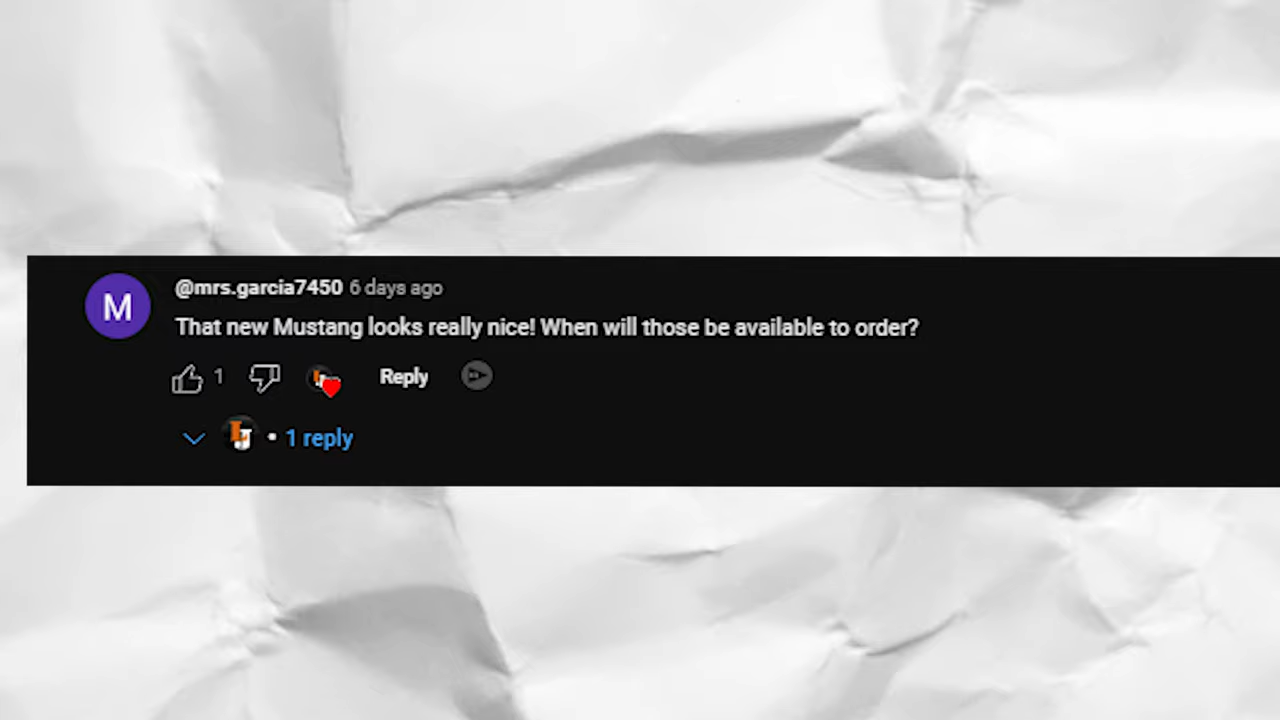 M
@mrs.garcia7450 6 days ago
That new Mustang looks really nice! When will those be available to order?
1 Reply
• 1 reply